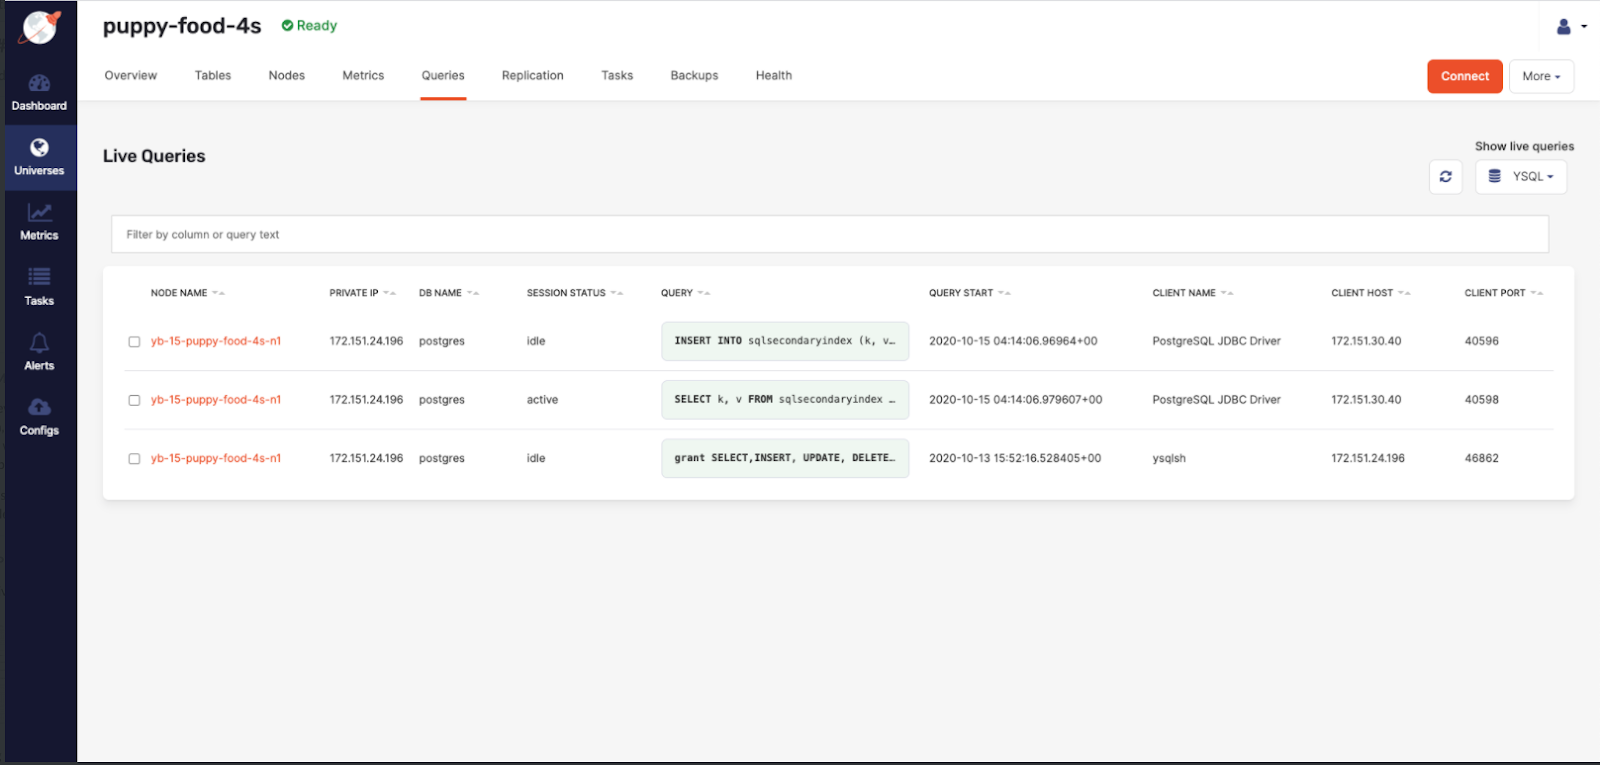 puppy-food-4s Ready
Overview Tables Nodes Metrics Queries Replication Tasks Backups Health Connect More
Dashboard
Universes
Metrics
Tasks
Alerts
Configs
Live Queries
Show live queries
YSQL
Filter by column or query text
NODE NAME PRIVATE IP DB NAME SESSION STATUS QUERY QUERY START CLIENT NAME CLIENT HOST CLIENT PORT
yb-15-puppy-food-4s-n1 172.151.24.196 postgres idle INSERT INTO sqlsecondaryindex (k, v… 2020-10-15 04:14:06.96964+00 PostgreSQL JDBC Driver 172.151.30.40 40596
yb-15-puppy-food-4s-n1 172.151.24.196 postgres active SELECT k, v FROM sqlsecondaryindex … 2020-10-15 04:14:06.979607+00 PostgreSQL JDBC Driver 172.151.30.40 40598
yb-15-puppy-food-4s-n1 172.151.24.196 postgres idle grant SELECT,INSERT, UPDATE, DELETE… 2020-10-13 15:52:16.528405+00 ysqlsh 172.151.24.196 46862